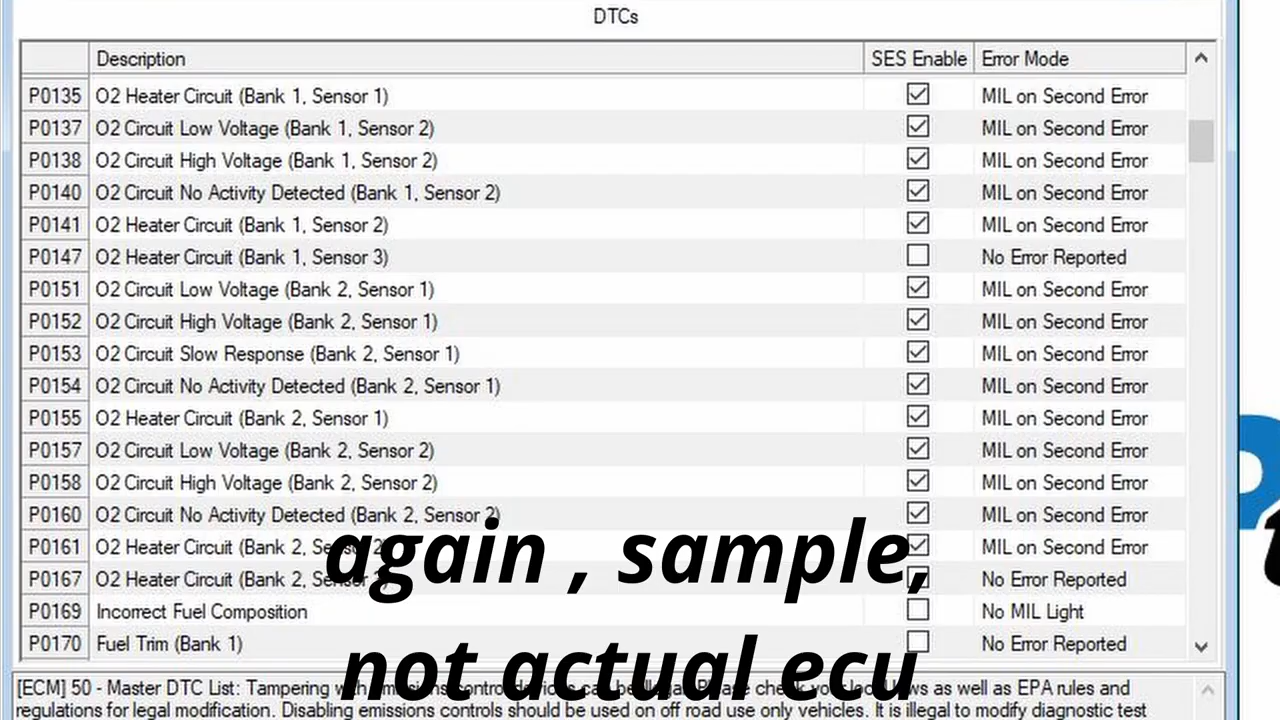 DTCs
Description SES Enable Error Mode
P0135 O2 Heater Circuit (Bank 1, Sensor 1) MIL on Second Error
P0137 O2 Circuit Low Voltage (Bank 1, Sensor 2) MIL on Second Error
P0138 O2 Circuit High Voltage (Bank 1, Sensor 2) MIL on Second Error
P0140 O2 Circuit No Activity Detected (Bank 1, Sensor 2) MIL on Second Error
P0141 O2 Heater Circuit (Bank 1, Sensor 2) MIL on Second Error
P0147 O2 Heater Circuit (Bank 1, Sensor 3) No Error Reported
P0151 O2 Circuit Low Voltage (Bank 2, Sensor 1) MIL on Second Error
P0152 O2 Circuit High Voltage (Bank 2, Sensor 1) MIL on Second Error
P0153 O2 Circuit Slow Response (Bank 2, Sensor 1) MIL on Second Error
P0154 O2 Circuit No Activity Detected (Bank 2, Sensor 1) MIL on Second Error
P0155 O2 Heater Circuit (Bank 2, Sensor 1) MIL on Second Error
P0157 O2 Circuit Low Voltage (Bank 2, Sensor 2) MIL on Second Error
P0158 O2 Circuit High Voltage (Bank 2, Sensor 2) MIL on Second Error
P0160 O2 Circuit No Activity Detected (Bank 2, Sensor 2) MIL on Second Error
P0161 O2 Heater Circuit (Bank 2, MIL on Second Error
P0167 O2 Heater Circuit (Bank 2, No Error Reported
P0169 Incorrect Fuel Composition No MIL Light
P0170 Fuel Trim (Bank 1) No Error Reported
again , sample,
not actual ecu
[ECM] 50 - Master DTC List: Tampering as well as EPA rules and
regulations for legal modification. Disabling emissions controls should be used on off road use only vehicles. It is illegal to modify diagnostic test